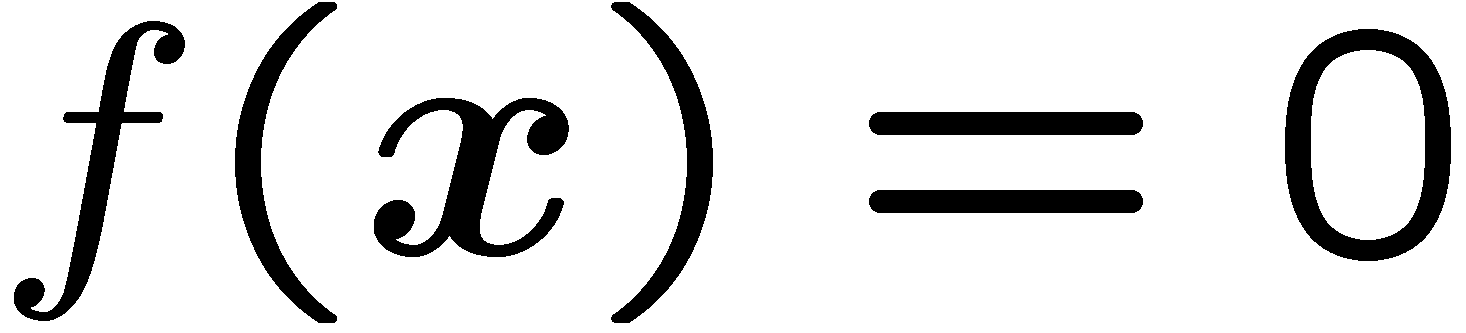 f(x) = 0